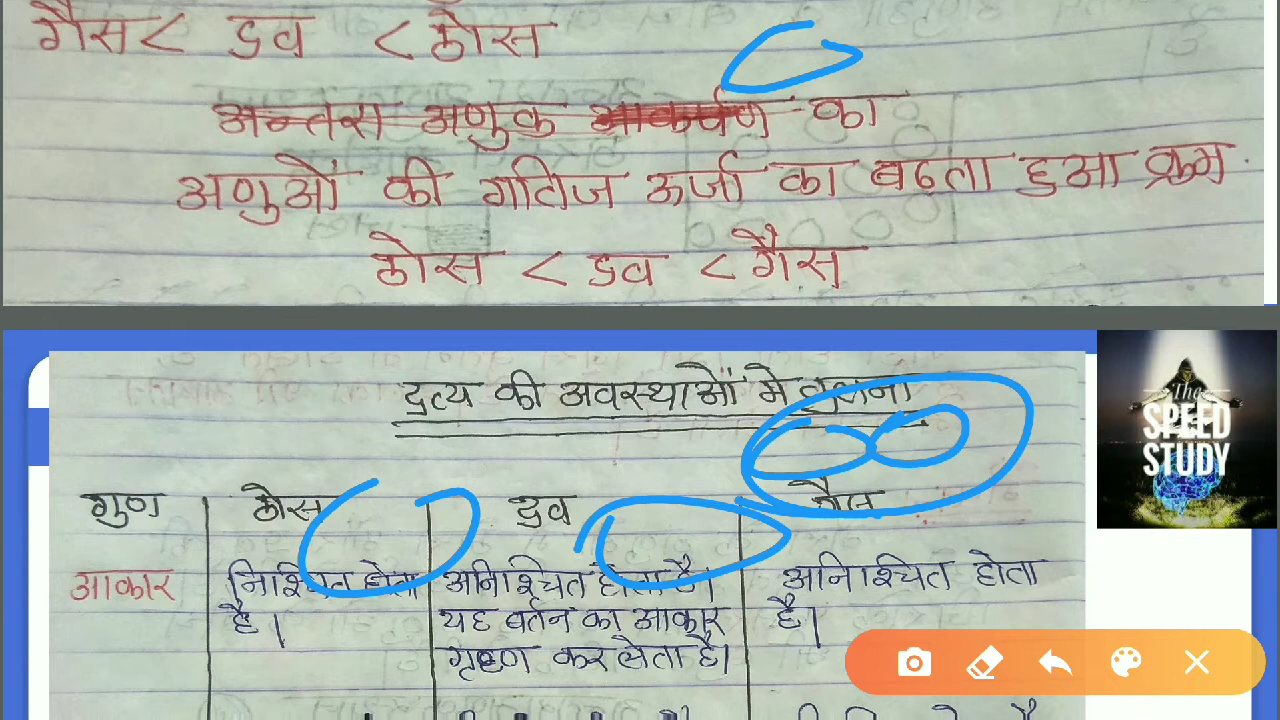 गैस < द्रव < ठोस
अन्तरा अणुक आकर्षण का
अणुओं की गतिज ऊर्जा का बढ़ता हुआ क्रम
ठोस < द्रव < गैस
द्रव्य की अवस्थाओं मे तुलना
गुण ठोस द्रव गैस
आकार निश्चित होता है। अनिश्चित होता है। यह बर्तन का आकार ग्रहण कर लेता है। अनिश्चित होता है।
The
SPEED
STUDY